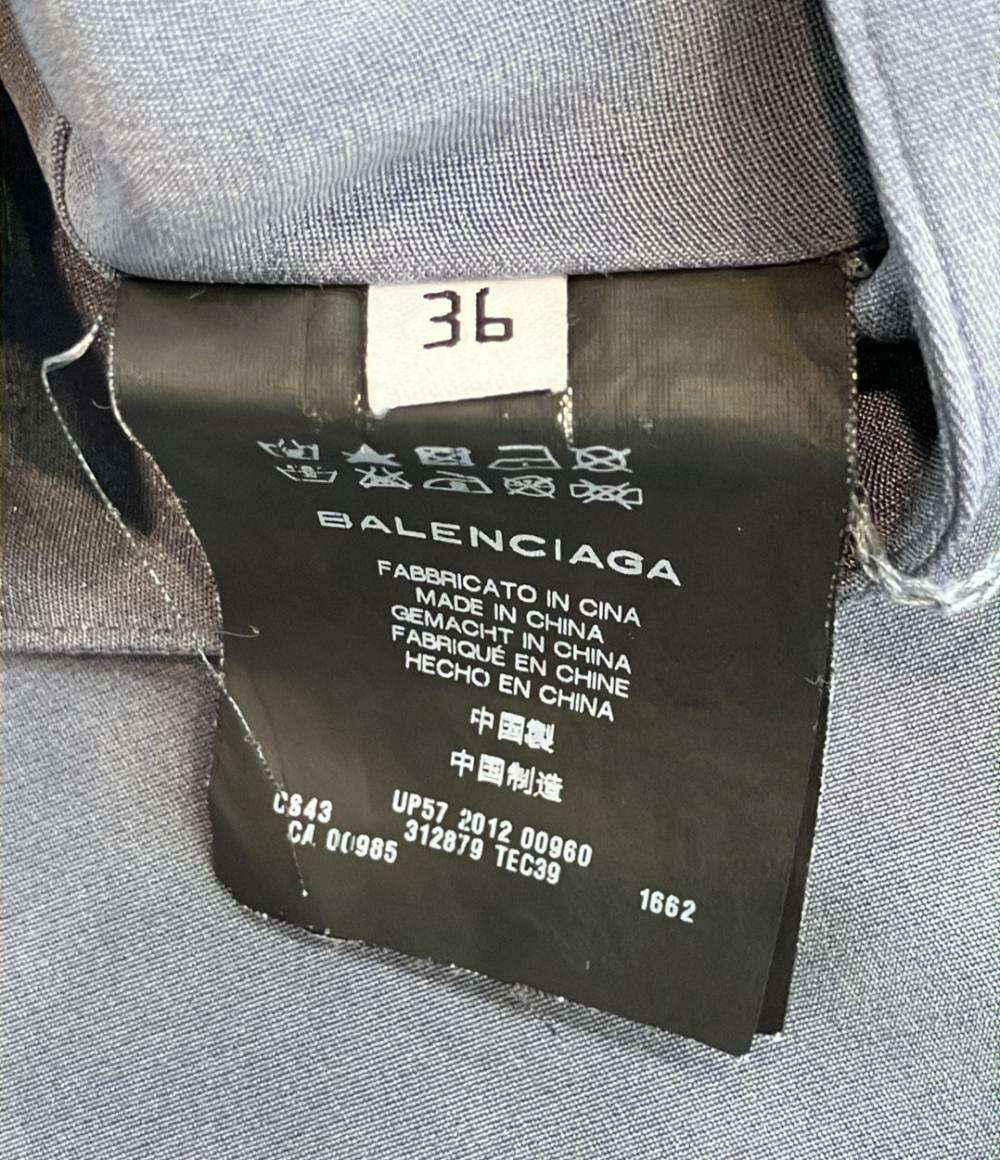 36
BALENCIAGA
FABBRICATO IN CINA
MADE IN CHINA
GEMACHT IN CHINA
FABRIQUÉ EN CHINE
HECHO EN CHINA
中国製
中国制造
C843 UP57 2012 00960
CA 00985 312879 TEC39
1662